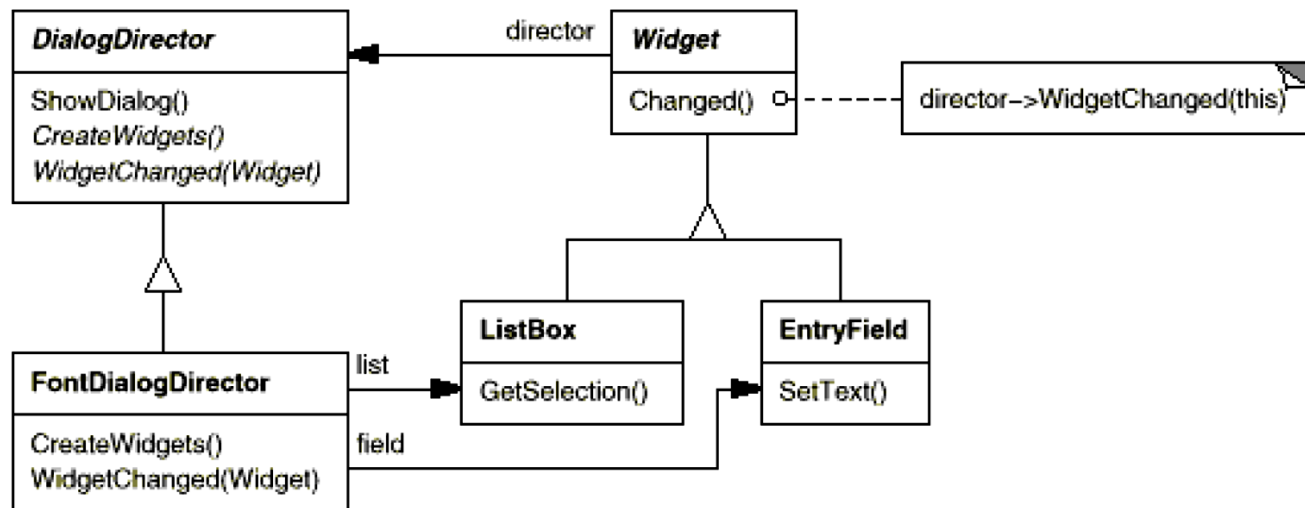 DialogDirector
ShowDialog()
CreateWidgets()
WidgetChanged(Widget)
director
Widget
Changed()
director->WidgetChanged(this)
FontDialogDirector
CreateWidgets()
WidgetChanged(Widget)
list
field
ListBox
GetSelection()
EntryField
SetText()